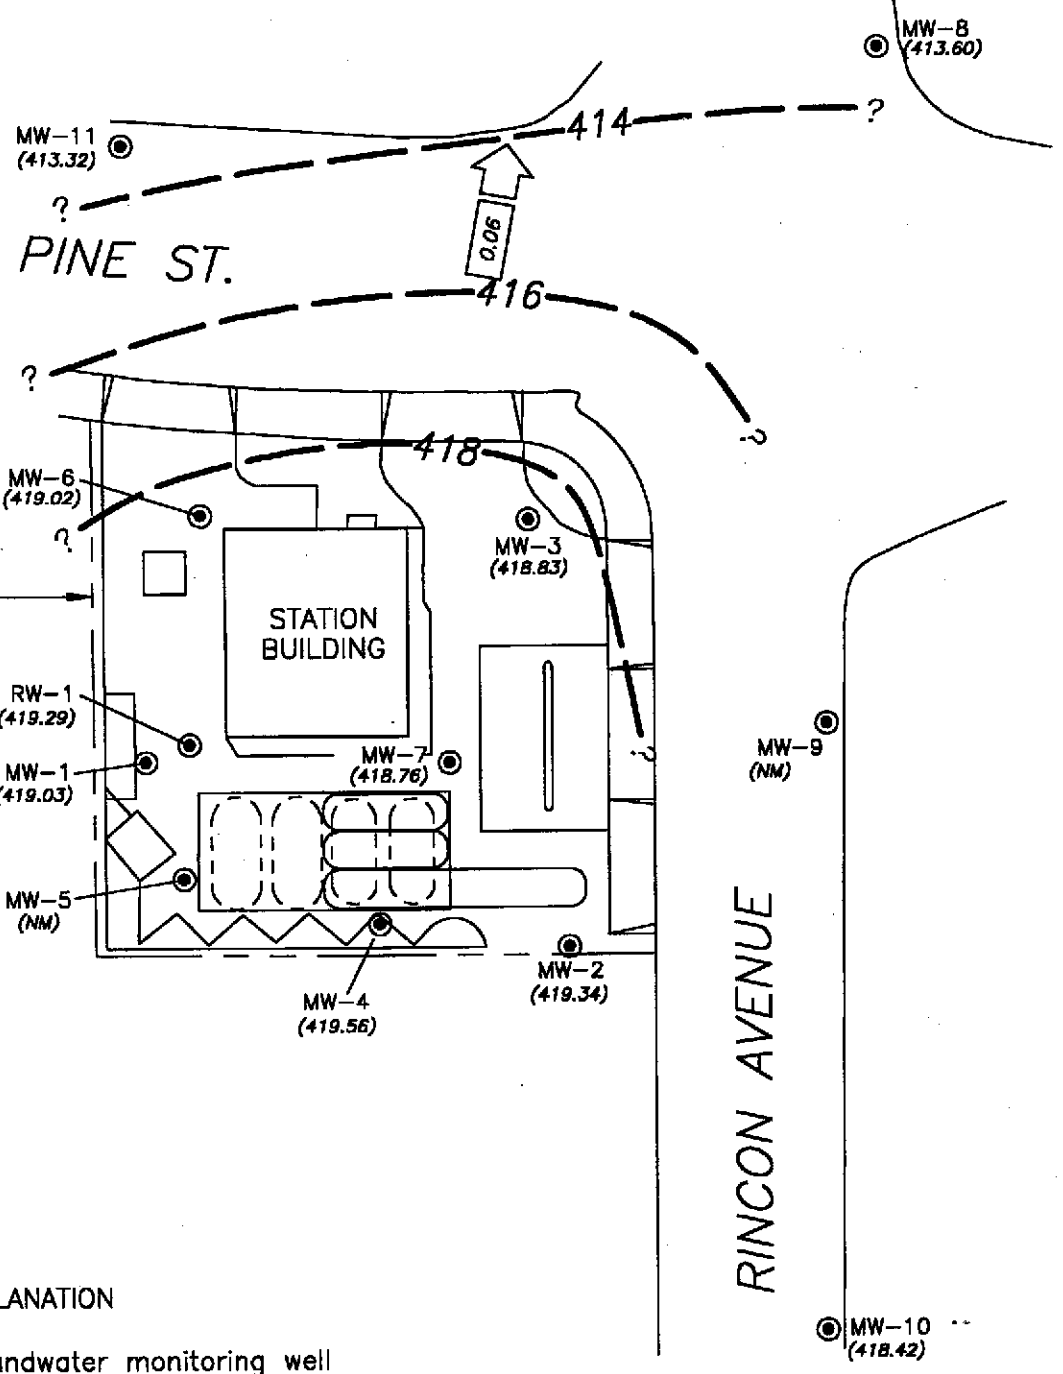 MW-8
(413.60)
414
?
MW-11
(413.32)
?
PINE ST.
0.06
416
?
?
418
MW-6
(419.02)
?
MW-3
(418.83)
STATION
BUILDING
RW-1
(419.29)
MW-7
(418.76)
?
MW-9
(NM)
MW-1
(419.03)
MW-5
(NM)
MW-4
(419.56)
MW-2
(419.34)
RINCON AVENUE
LANATION
MW-10
(418.42)
undwater monitoring well